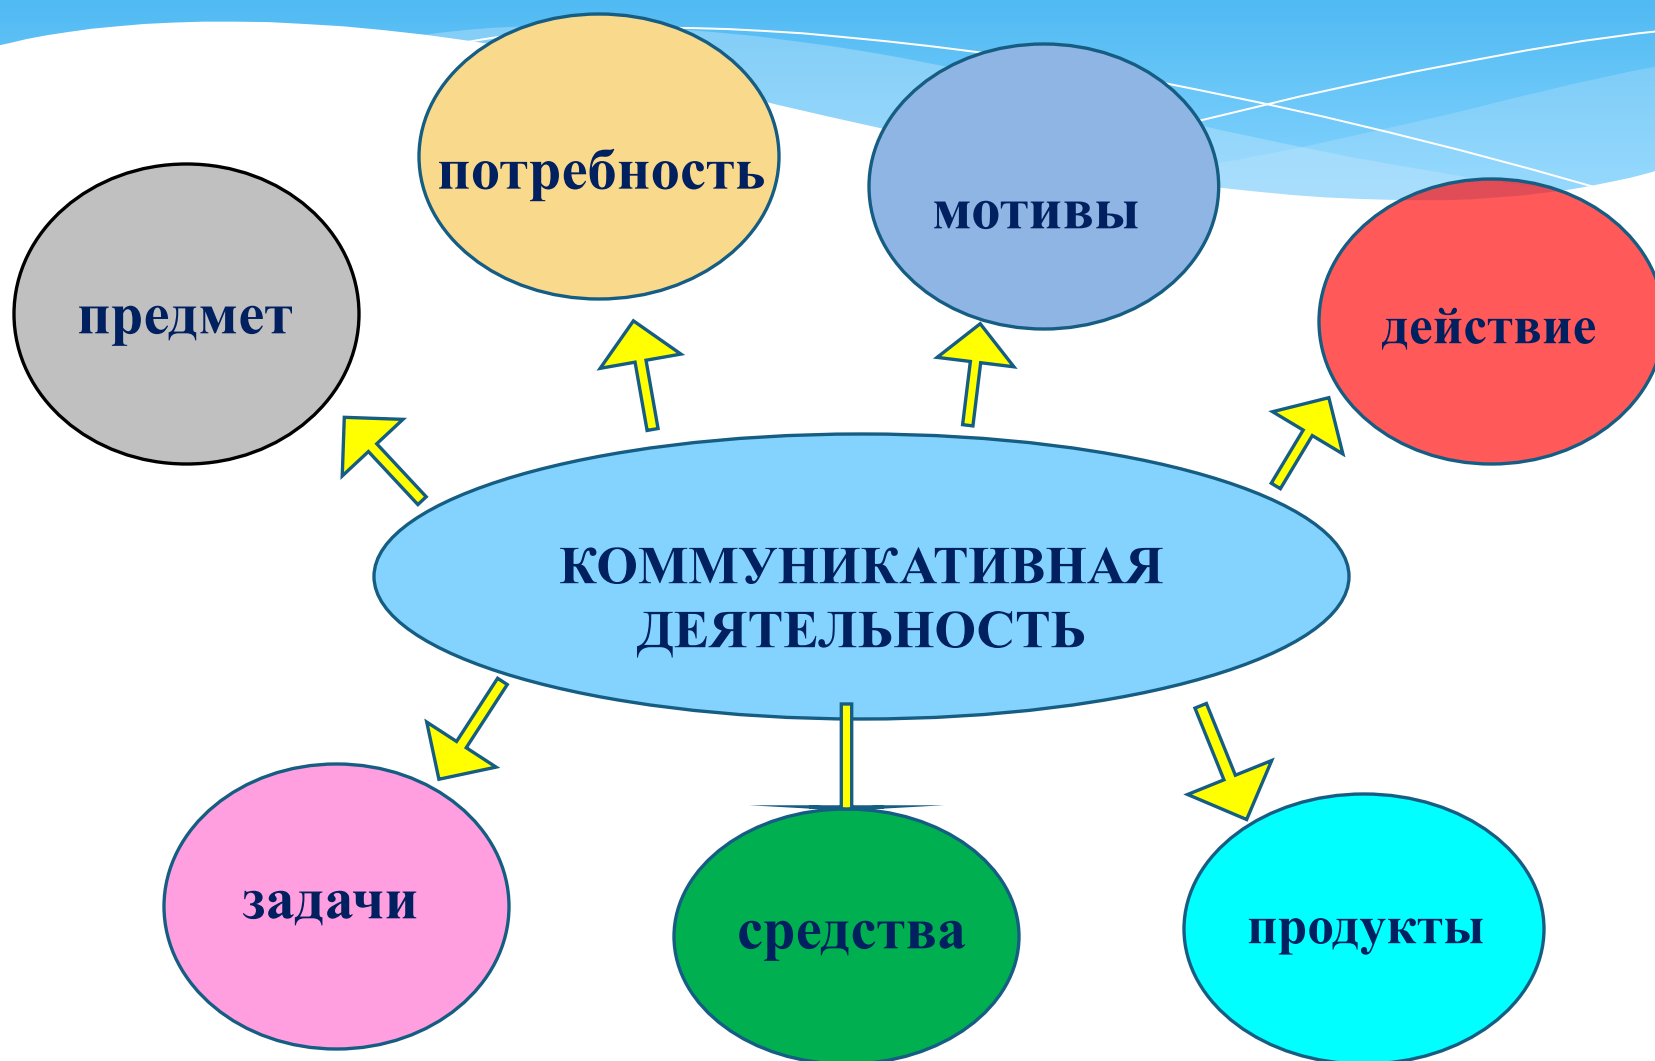 потребность
мотивы
предмет
действие
КОММУНИКАТИВНАЯ
ДЕЯТЕЛЬНОСТЬ
задачи
средства
продукты